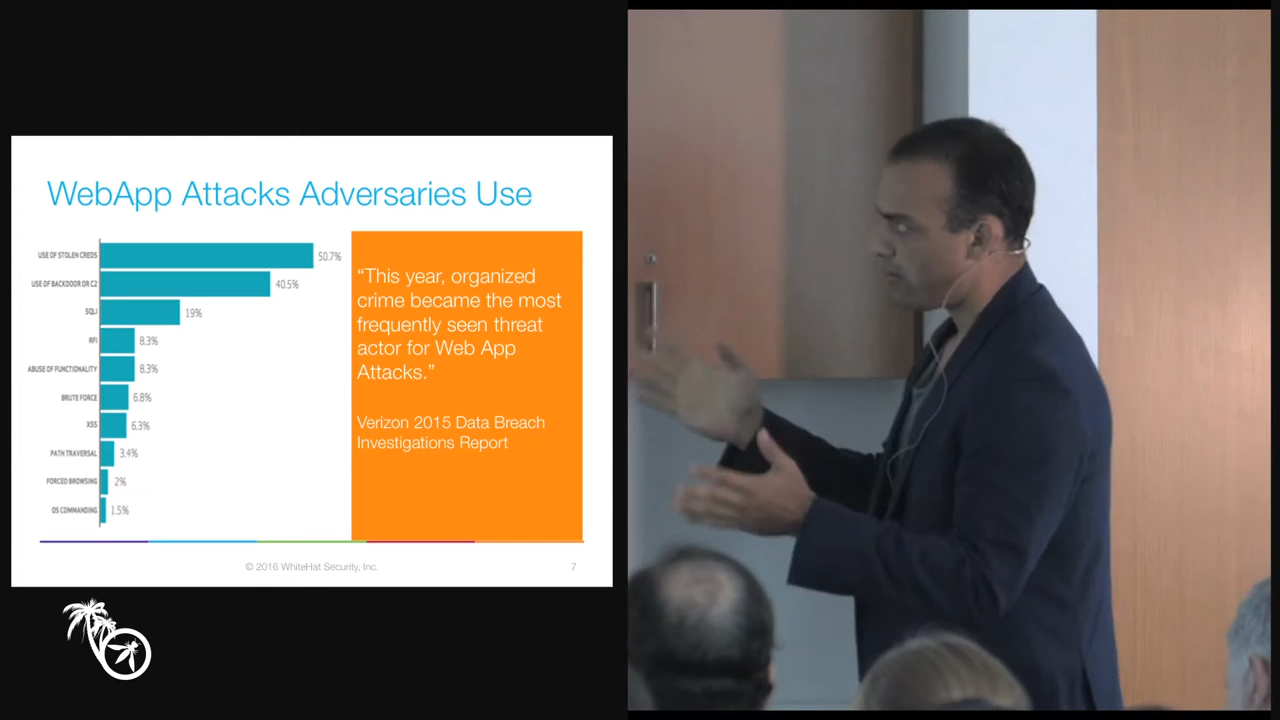 WebApp Attacks Adversaries Use
USE OF STOLEN CREDS 50.7%
USE OF BACKDOOR OR C2 40.5%
SQLI 19%
RFI 8.3%
ABUSE OF FUNCTIONALITY 8.3%
BRUTE FORCE 6.8%
XSS 6.3%
PATH TRAVERSAL 3.4%
FORCED BROWSING 2%
OS COMMANDING 1.5%
“This year, organized
crime became the most
frequently seen threat
actor for Web App
Attacks.”
Verizon 2015 Data Breach
Investigations Report
© 2016 WhiteHat Security, Inc. 7